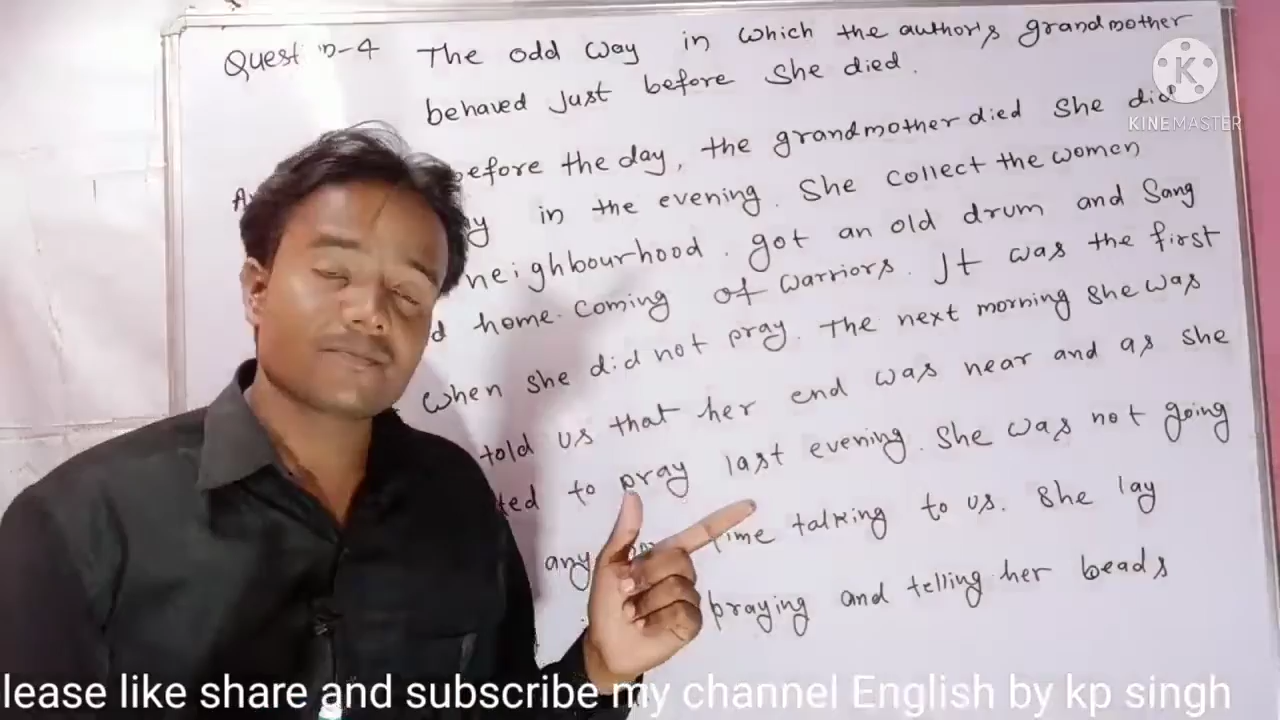 Quest n-4 The odd way in which the author's grandmother
behaved Just before She died.
KINEMASTER
efore the day, the grandmother died She did
y in the evening. She collect the women
neighbourhood. got an old drum and Sang
d home-coming of warriors. It was the first
when she did not pray. The next morning she was
told us that her end was near and as she
ted to pray last evening. She was not going
any time talking to us. She lay
praying and telling her beads
lease like share and subscribe my channel English by kp singh